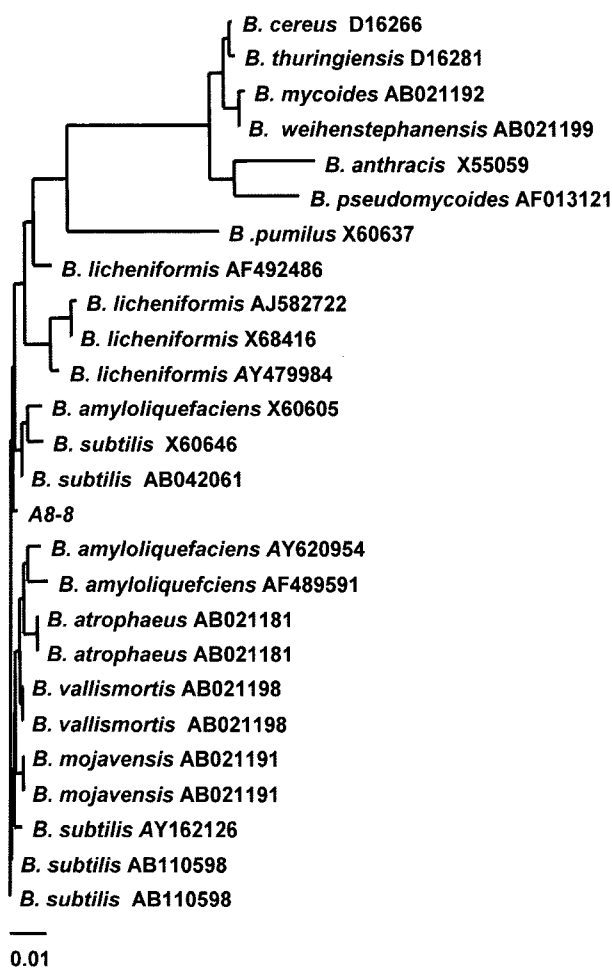 B. cereus D16266
B. thuringiensis D16281
B. mycoides AB021192
B. weihenstephanensis AB021199
B. anthracis X55059
B. pseudomycoides AF013121
B .pumilus X60637
B. licheniformis AF492486
B. licheniformis AJ582722
B. licheniformis X68416
B. licheniformis AY479984
B. amyloliquefaciens X60605
B. subtilis X60646
B. subtilis AB042061
A8-8
B. amyloliquefaciens AY620954
B. amyloliquefciens AF489591
B. atrophaeus AB021181
B. atrophaeus AB021181
B. vallismortis AB021198
B. vallismortis AB021198
B. mojavensis AB021191
B. mojavensis AB021191
B. subtilis AY162126
B. subtilis AB110598
B. subtilis AB110598
0.01